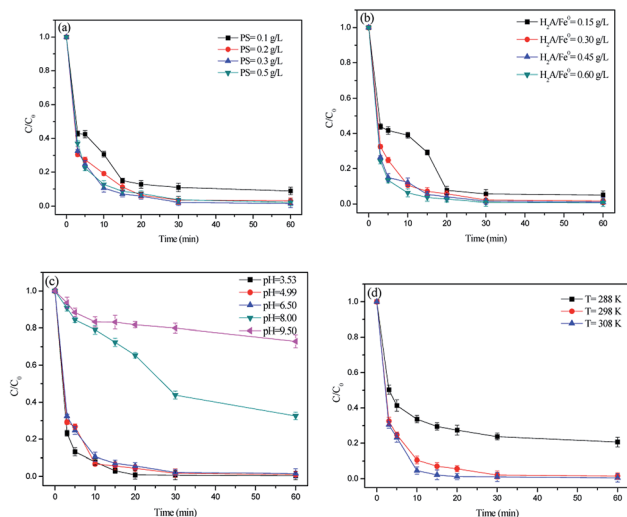 (a)
PS= 0.1 g/L
PS= 0.2 g/L
PS= 0.3 g/L
PS= 0.5 g/L
C/C0
1.0
0.8
0.6
0.4
0.2
0.0
0 10 20 30 40 50 60
Time (min)
(b)
H2A/Fe0= 0.15 g/L
H2A/Fe0= 0.30 g/L
H2A/Fe0= 0.45 g/L
H2A/Fe0= 0.60 g/L
C/C0
1.0
0.8
0.6
0.4
0.2
0.0
0 10 20 30 40 50 60
Time (min)
(c)
pH=3.53
pH=4.99
pH=6.50
pH=8.00
pH=9.50
C/C0
1.0
0.8
0.6
0.4
0.2
0.0
0 10 20 30 40 50 60
Time (min)
(d)
T= 288 K
T= 298 K
T= 308 K
C/C0
1.0
0.8
0.6
0.4
0.2
0.0
0 10 20 30 40 50 60
Time (min)